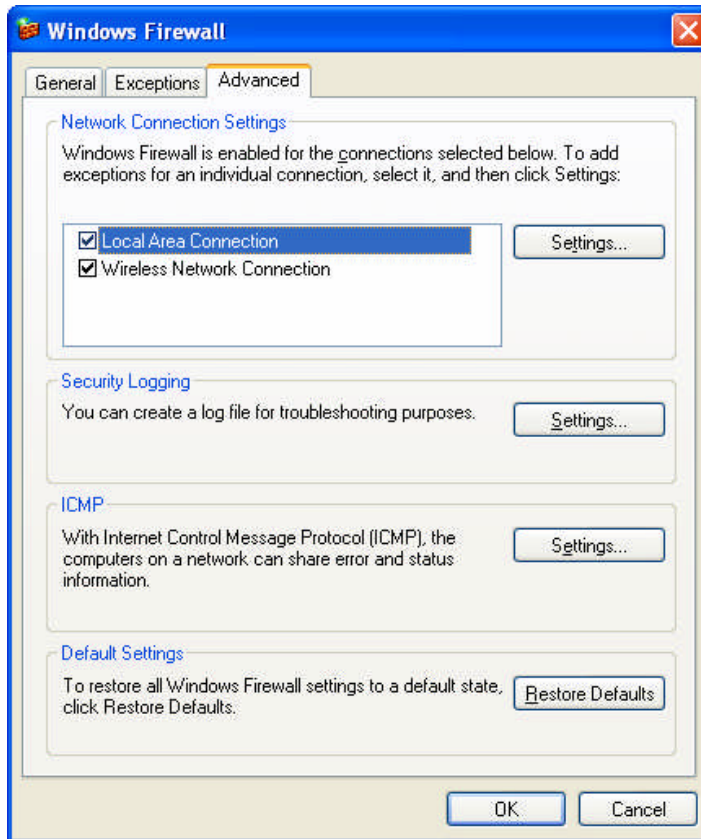 Windows Firewall
General Exceptions Advanced
Network Connection Settings
Windows Firewall is enabled for the connections selected below. To add
exceptions for an individual connection, select it, and then click Settings:
Local Area Connection
Settings...
Wireless Network Connection
Security Logging
You can create a log file for troubleshooting purposes.
Settings...
ICMP
With Internet Control Message Protocol (ICMP), the
computers on a network can share error and status
information.
Settings...
Default Settings
To restore all Windows Firewall settings to a default state,
click Restore Defaults.
Restore Defaults
OK Cancel